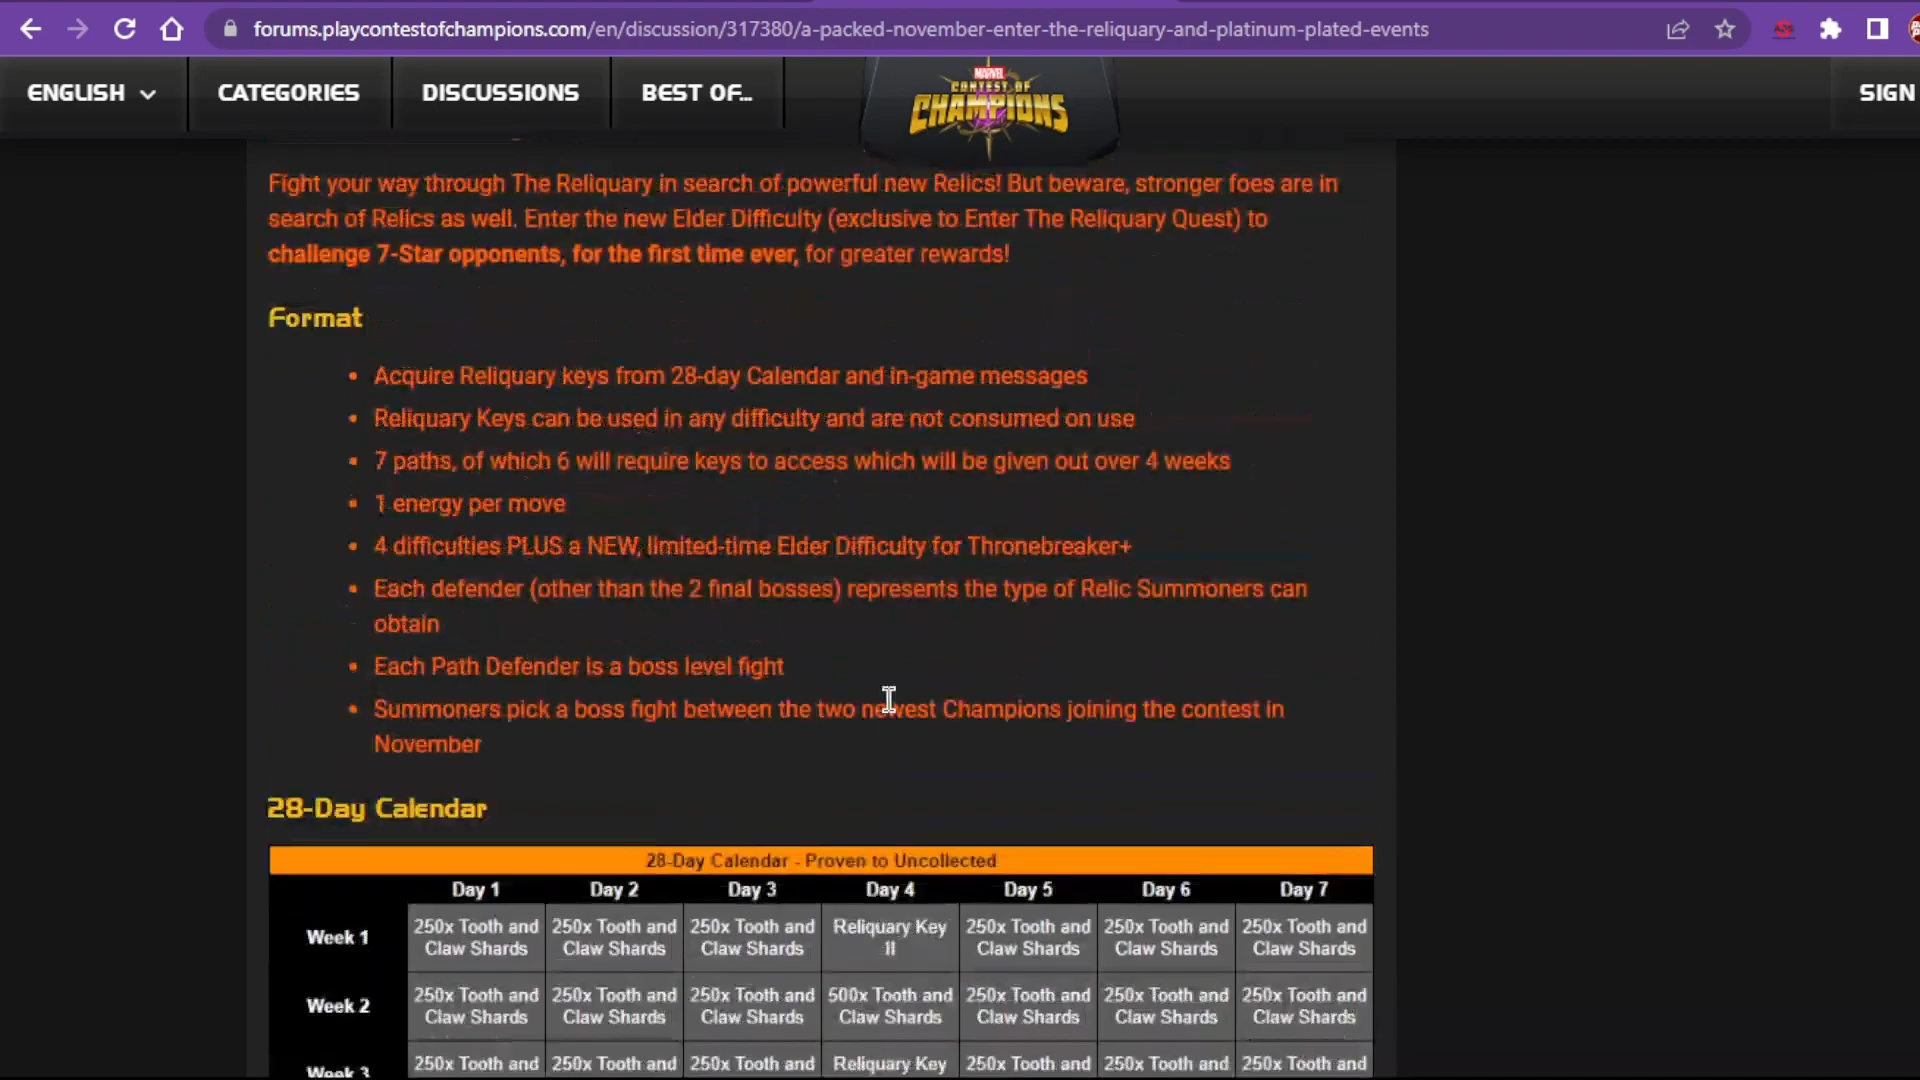 forums.playcontestofchampions.com/en/discussion/317380/a-packed-november-enter-the-reliquary-and-platinum-plated-events
ENGLISH
CATEGORIES
DISCUSSIONS
BEST OF...
MARVEL
CONTEST OF
CHAMPIONS
SIGN
Fight your way through The Reliquary in search of powerful new Relics! But beware, stronger foes are in
search of Relics as well. Enter the new Elder Difficulty (exclusive to Enter The Reliquary Quest) to
challenge 7-Star opponents, for the first time ever, for greater rewards!
Format
• Acquire Reliquary keys from 28-day Calendar and in-game messages
• Reliquary Keys can be used in any difficulty and are not consumed on use
• 7 paths, of which 6 will require keys to access which will be given out over 4 weeks
• 1 energy per move
• 4 difficulties PLUS a NEW, limited-time Elder Difficulty for Thronebreaker+
• Each defender (other than the 2 final bosses) represents the type of Relic Summoners can
obtain
• Each Path Defender is a boss level fight
• Summoners pick a boss fight between the two newest Champions joining the contest in
November
28-Day Calendar
28-Day Calendar - Proven to Uncollected
Day 1 Day 2 Day 3 Day 4 Day 5 Day 6 Day 7
Week 1 250x Tooth and Claw Shards 250x Tooth and Claw Shards 250x Tooth and Claw Shards Reliquary Key II 250x Tooth and Claw Shards 250x Tooth and Claw Shards 250x Tooth and Claw Shards
Week 2 250x Tooth and Claw Shards 250x Tooth and Claw Shards 250x Tooth and Claw Shards 500x Tooth and Claw Shards 250x Tooth and Claw Shards 250x Tooth and Claw Shards 250x Tooth and Claw Shards
Week 3 250x Tooth and 250x Tooth and 250x Tooth and Reliquary Key 250x Tooth and 250x Tooth and 250x Tooth and